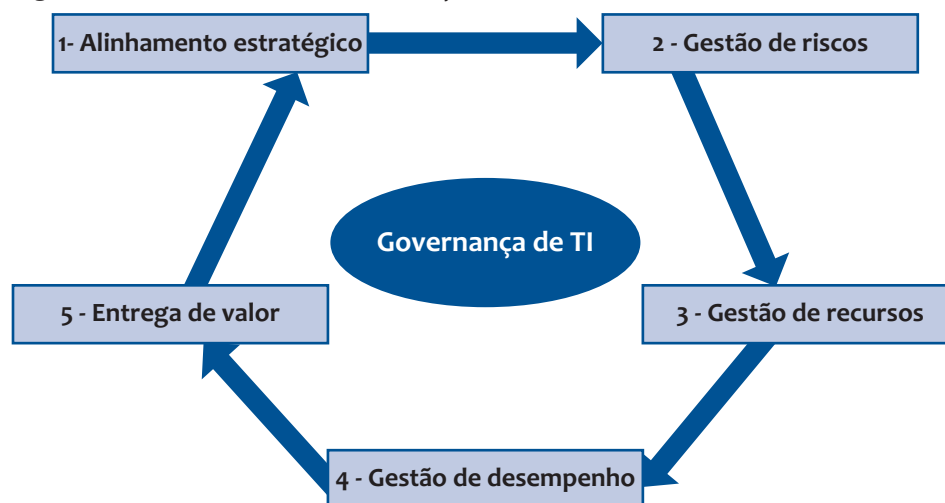 1- Alinhamento estratégico
2 - Gestão de riscos
Governança de TI
5 - Entrega de valor
3 - Gestão de recursos
4 - Gestão de desempenho